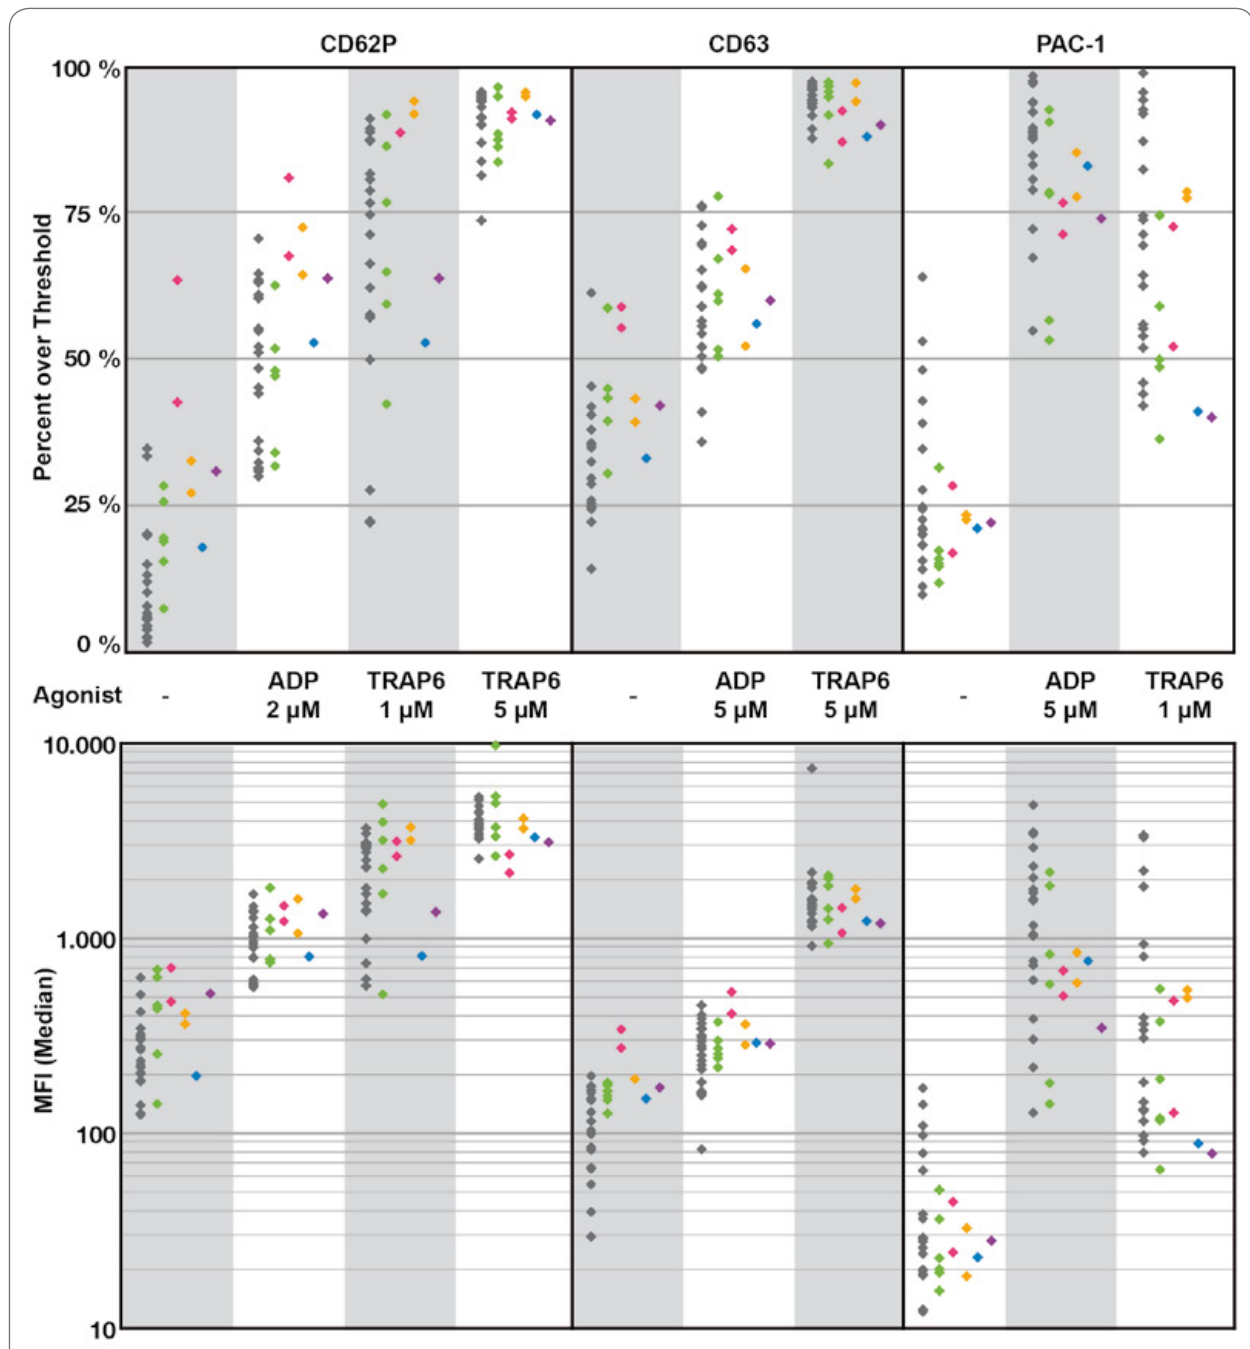 CD62P CD63 PAC-1
100 %
75 %
50 %
25 %
0 %
Percent over Threshold
Agonist - ADP TRAP6 TRAP6 - ADP TRAP6 - ADP TRAP6
2 µM 1 µM 5 µM 5 µM 5 µM 5 µM 1 µM
10.000
1.000
100
10
MFI (Median)